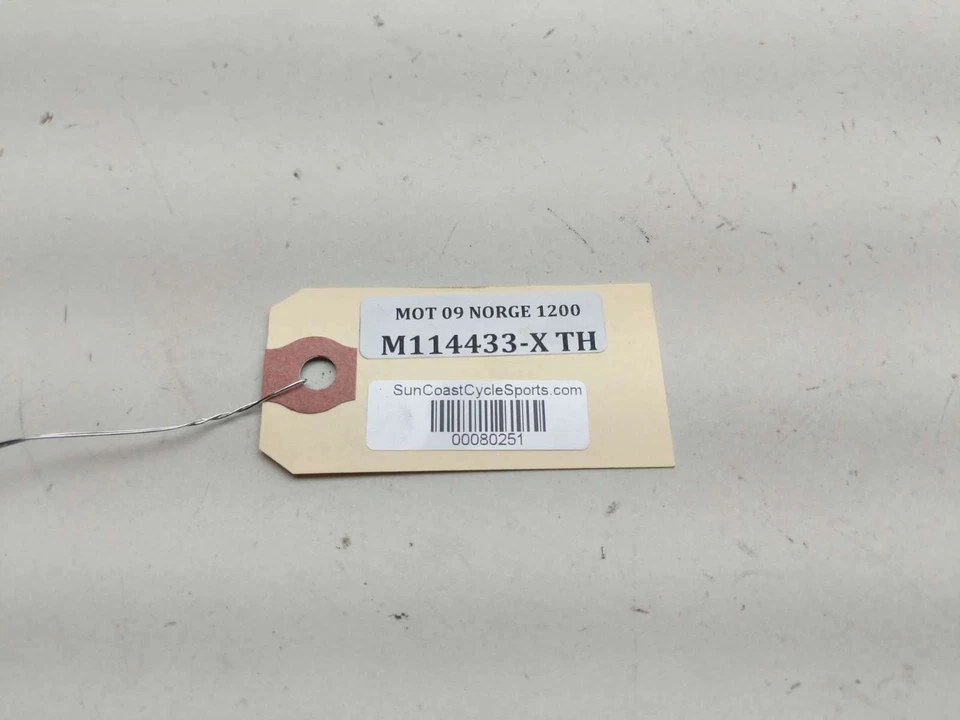 MOT 09 NORGE 1200
M114433-X TH
SunCoastCycleSports.com
00080251